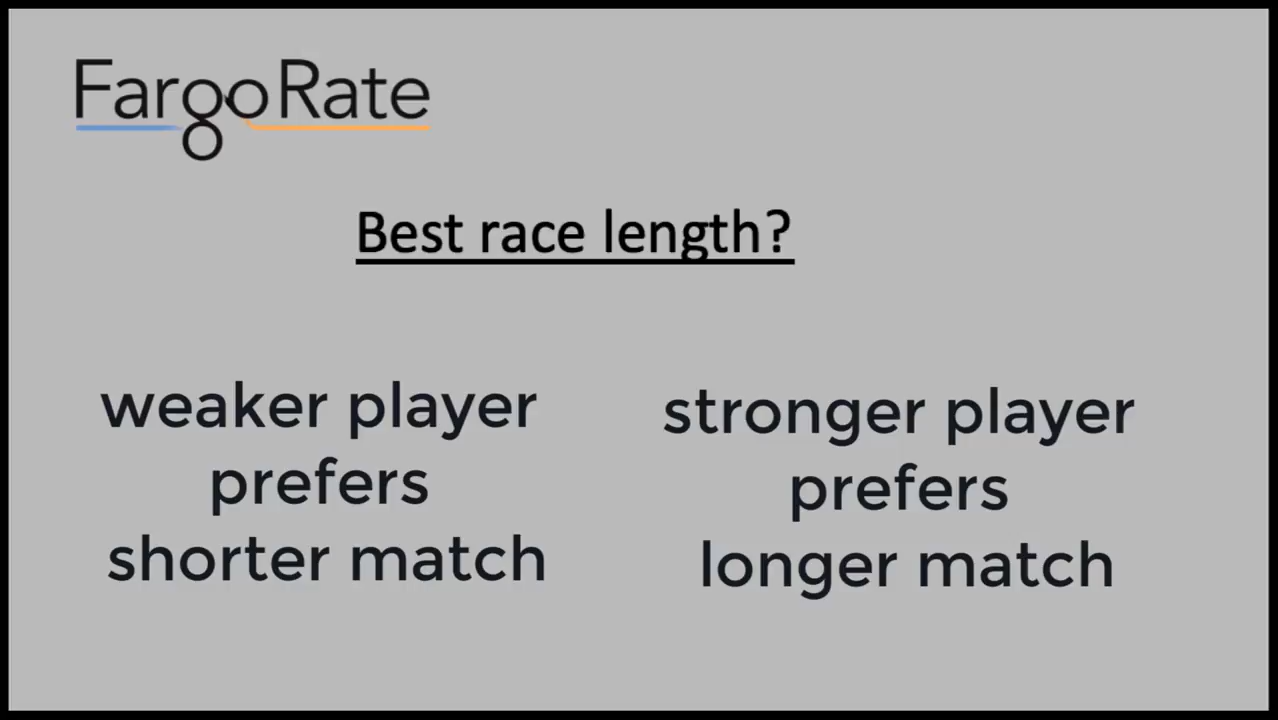 FargoRate
Best race length?
weaker player
prefers
shorter match
stronger player
prefers
longer match